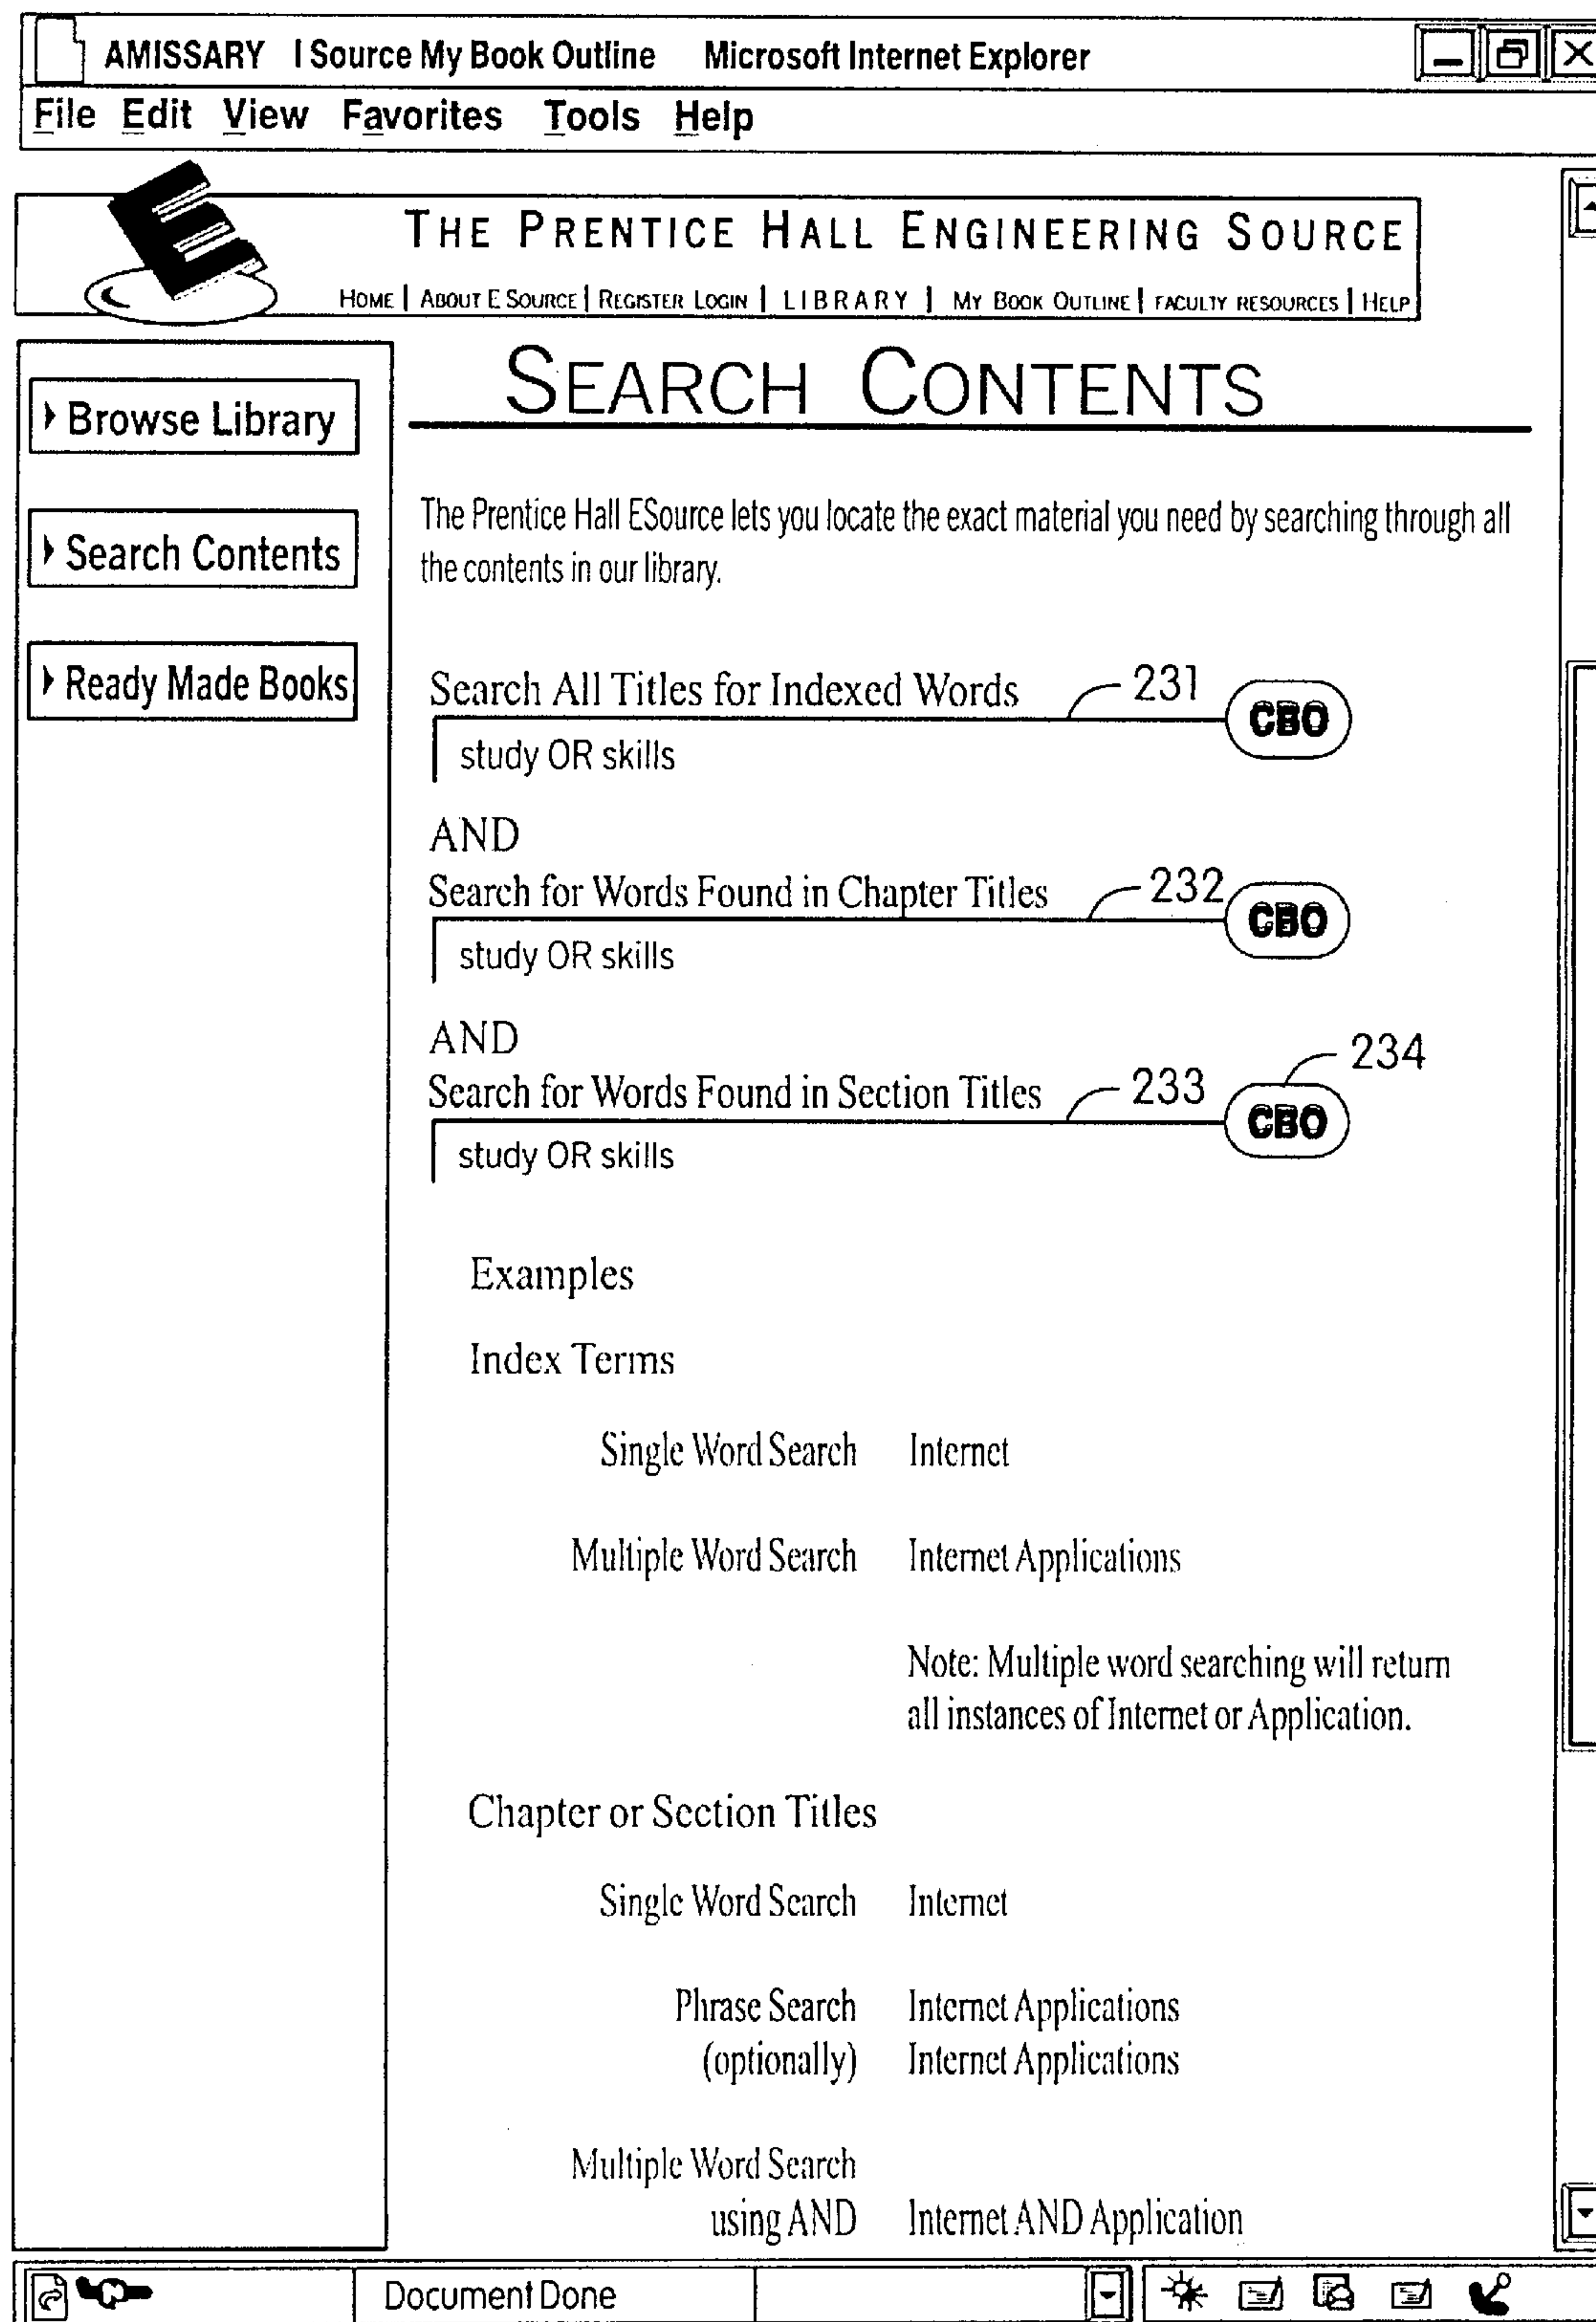 AMISSARY I Source My Book Outline Microsoft Internet Explorer
File Edit View Favorites Tools Help
E
THE PRENTICE HALL ENGINEERING SOURCE
HOME | ABOUT E SOURCE | REGISTER LOGIN | LIBRARY | MY BOOK OUTLINE | FACULTY RESOURCES | HELP
Browse Library
Search Contents
Ready Made Books
SEARCH CONTENTS
The Prentice Hall ESource lets you locate the exact material you need by searching through all
the contents in our library.
Search All Titles for Indexed Words 231 CBO
study OR skills
AND
Search for Words Found in Chapter Titles 232 CBO
study OR skills
AND
234
Search for Words Found in Section Titles 233 CBO
study OR skills
Examples
Index Terms
Single Word Search Internet
Multiple Word Search Internet Applications
Note: Multiple word searching will return
all instances of Internet or Application.
Chapter or Section Titles
Single Word Search Internet
Phrase Search Internet Applications
(optionally) Internet Applications
Multiple Word Search
using AND Internet AND Application
Document Done